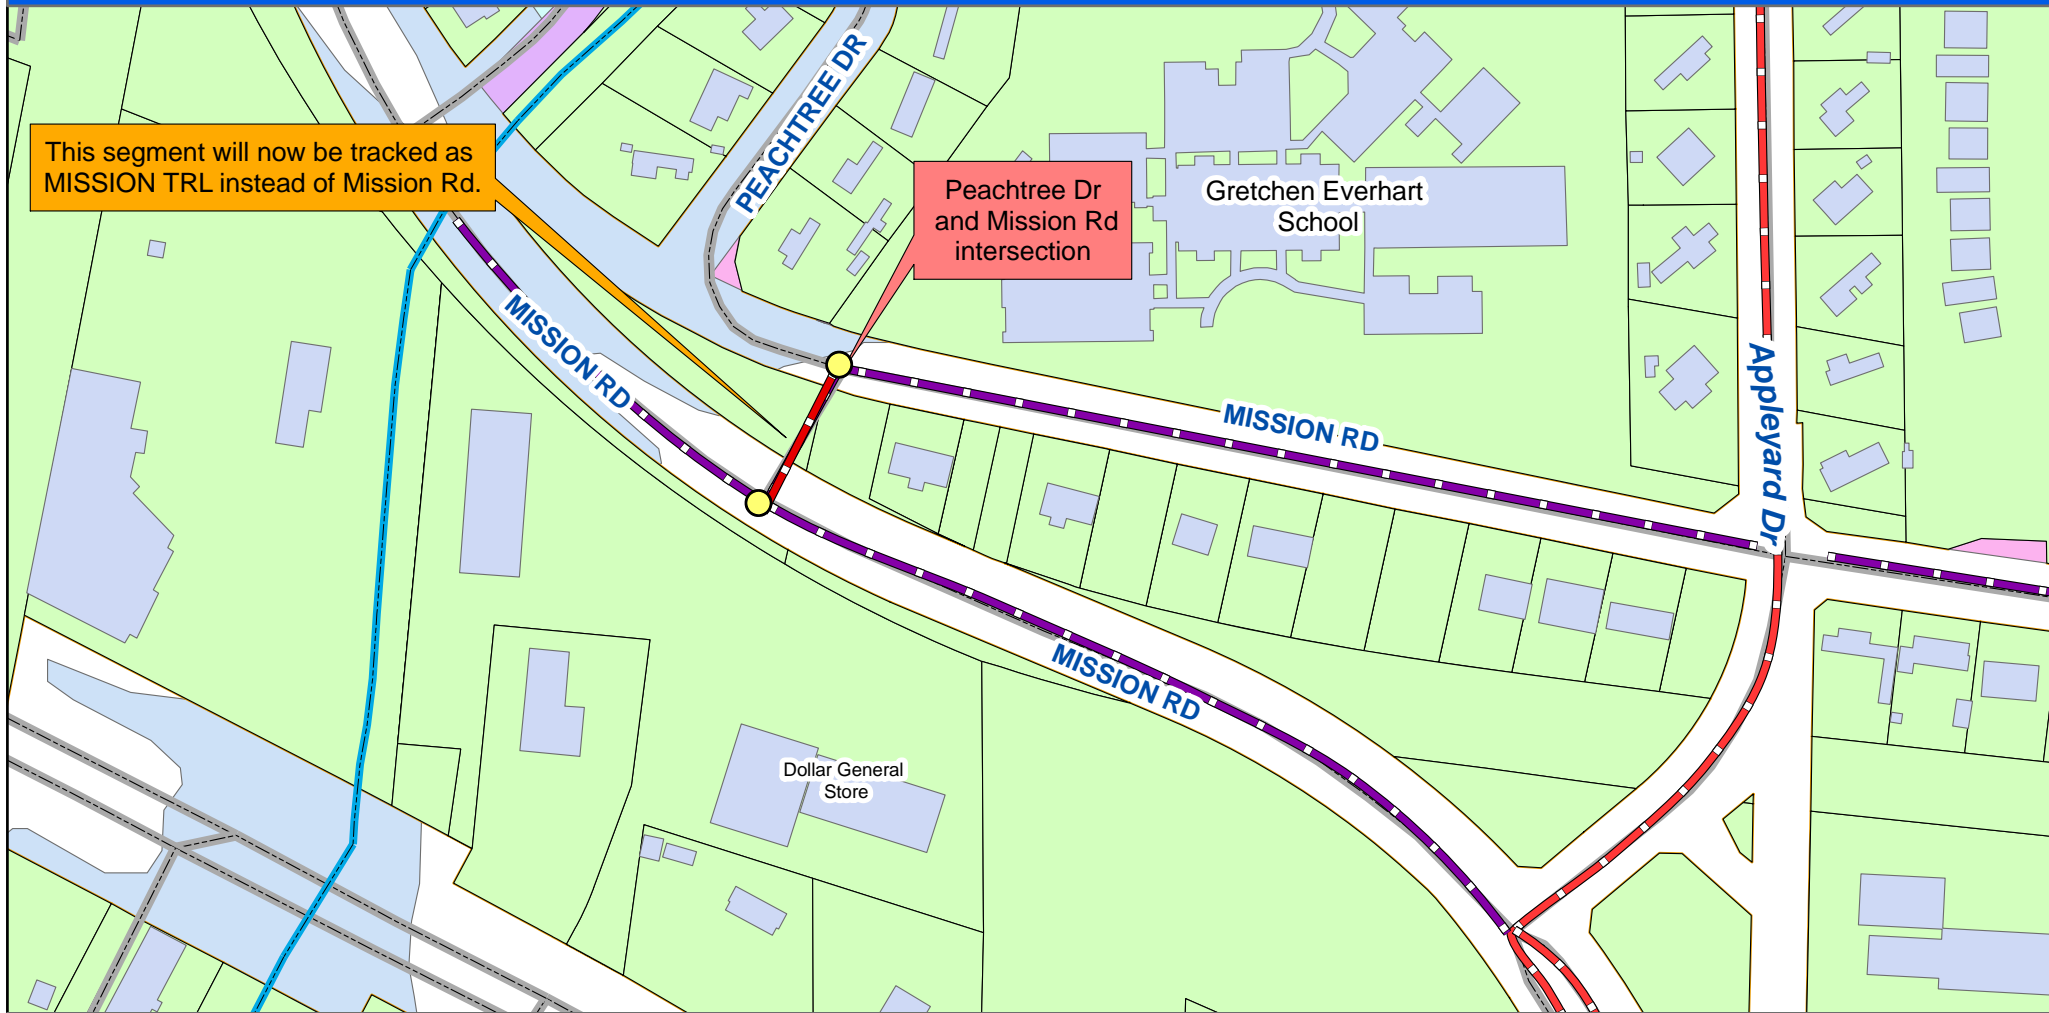 PEACHTREE DR
This segment will now be tracked as
MISSION TRL instead of Mission Rd.
Peachtree Dr
and Mission Rd
intersection
Gretchen Everhart
School
MISSION RD
MISSION RD
Appleyard Dr
MISSION RD
Dollar General
Store